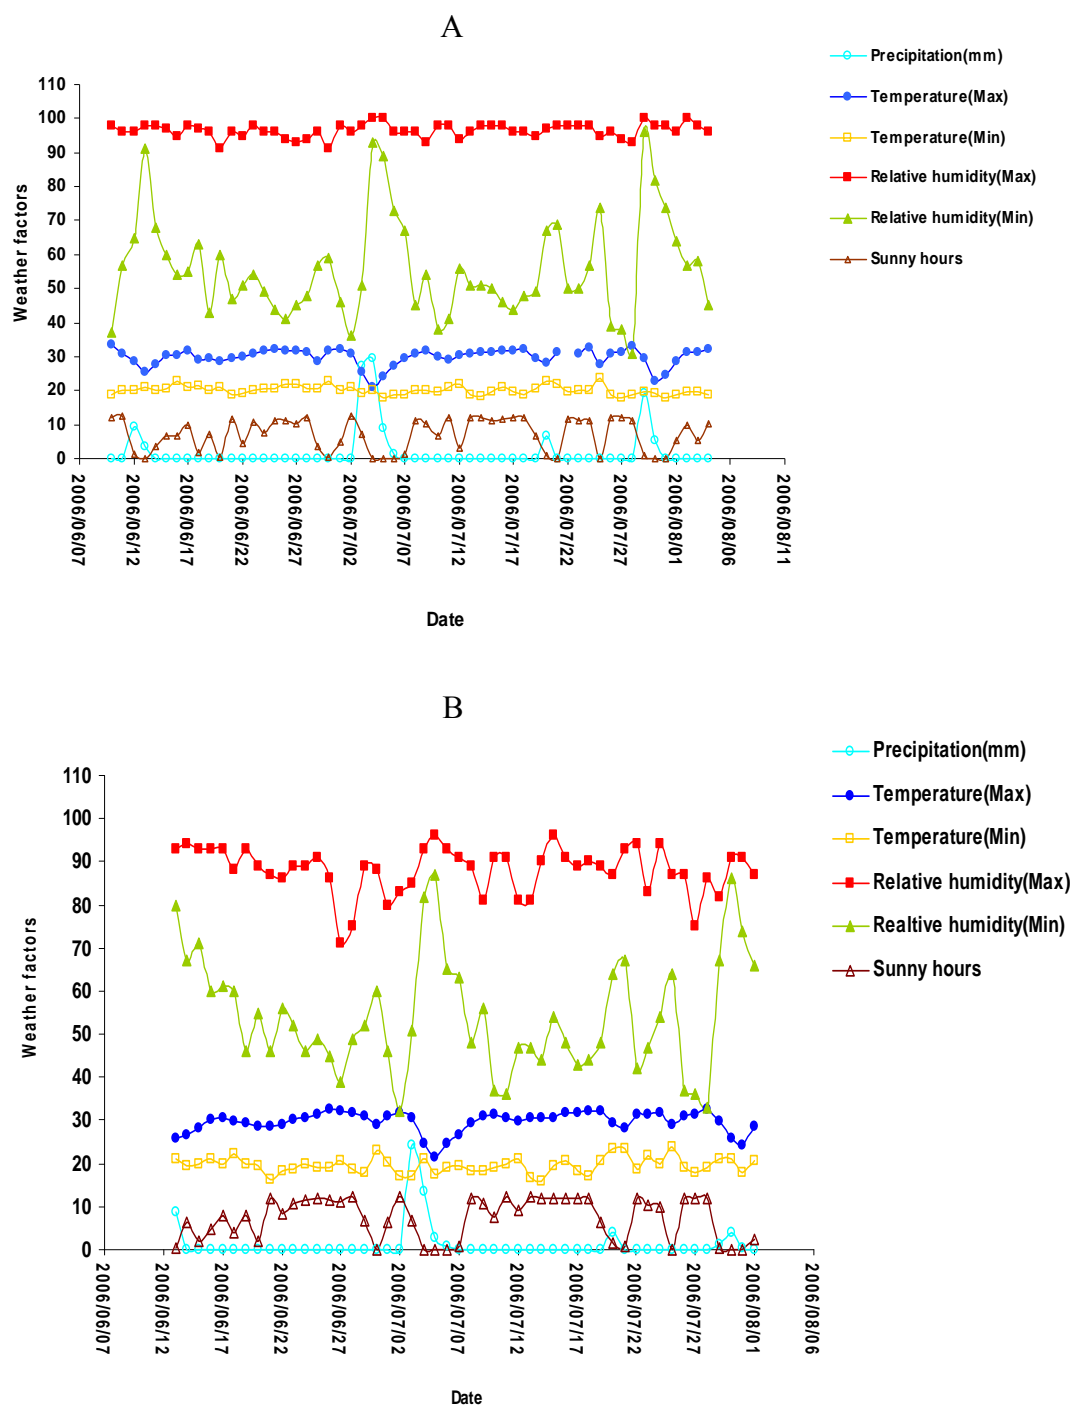 A
Precipitation(mm)
Temperature(Max)
Temperature(Min)
Relative humidity(Max)
Relative humidity(Min)
Sunny hours
Weather factors
110
100
90
80
70
60
50
40
30
20
10
0
2006/06/07
2006/06/12
2006/06/17
2006/06/22
2006/06/27
2006/07/02
2006/07/07
2006/07/12
2006/07/17
2006/07/22
2006/07/27
2006/08/01
2006/08/06
2006/08/11
Date
B
Precipitation(mm)
Temperature(Max)
Temperature(Min)
Relative humidity(Max)
Realtive humidity(Min)
Sunny hours
Weather factors
110
100
90
80
70
60
50
40
30
20
10
0
2006/06/07
2006/06/12
2006/06/17
2006/06/22
2006/06/27
2006/07/02
2006/07/07
2006/07/12
2006/07/17
2006/07/22
2006/07/27
2006/08/01
2006/08/06
Date